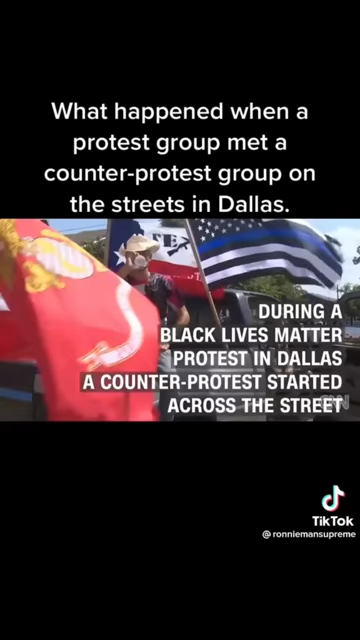 What happened when a
protest group met a
counter-protest group on
the streets in Dallas.
DURING A
BLACK LIVES MATTER
PROTEST IN DALLAS
A COUNTER-PROTEST STARTED
ACROSS THE STREET
CNN
TikTok
@ronniemansupreme